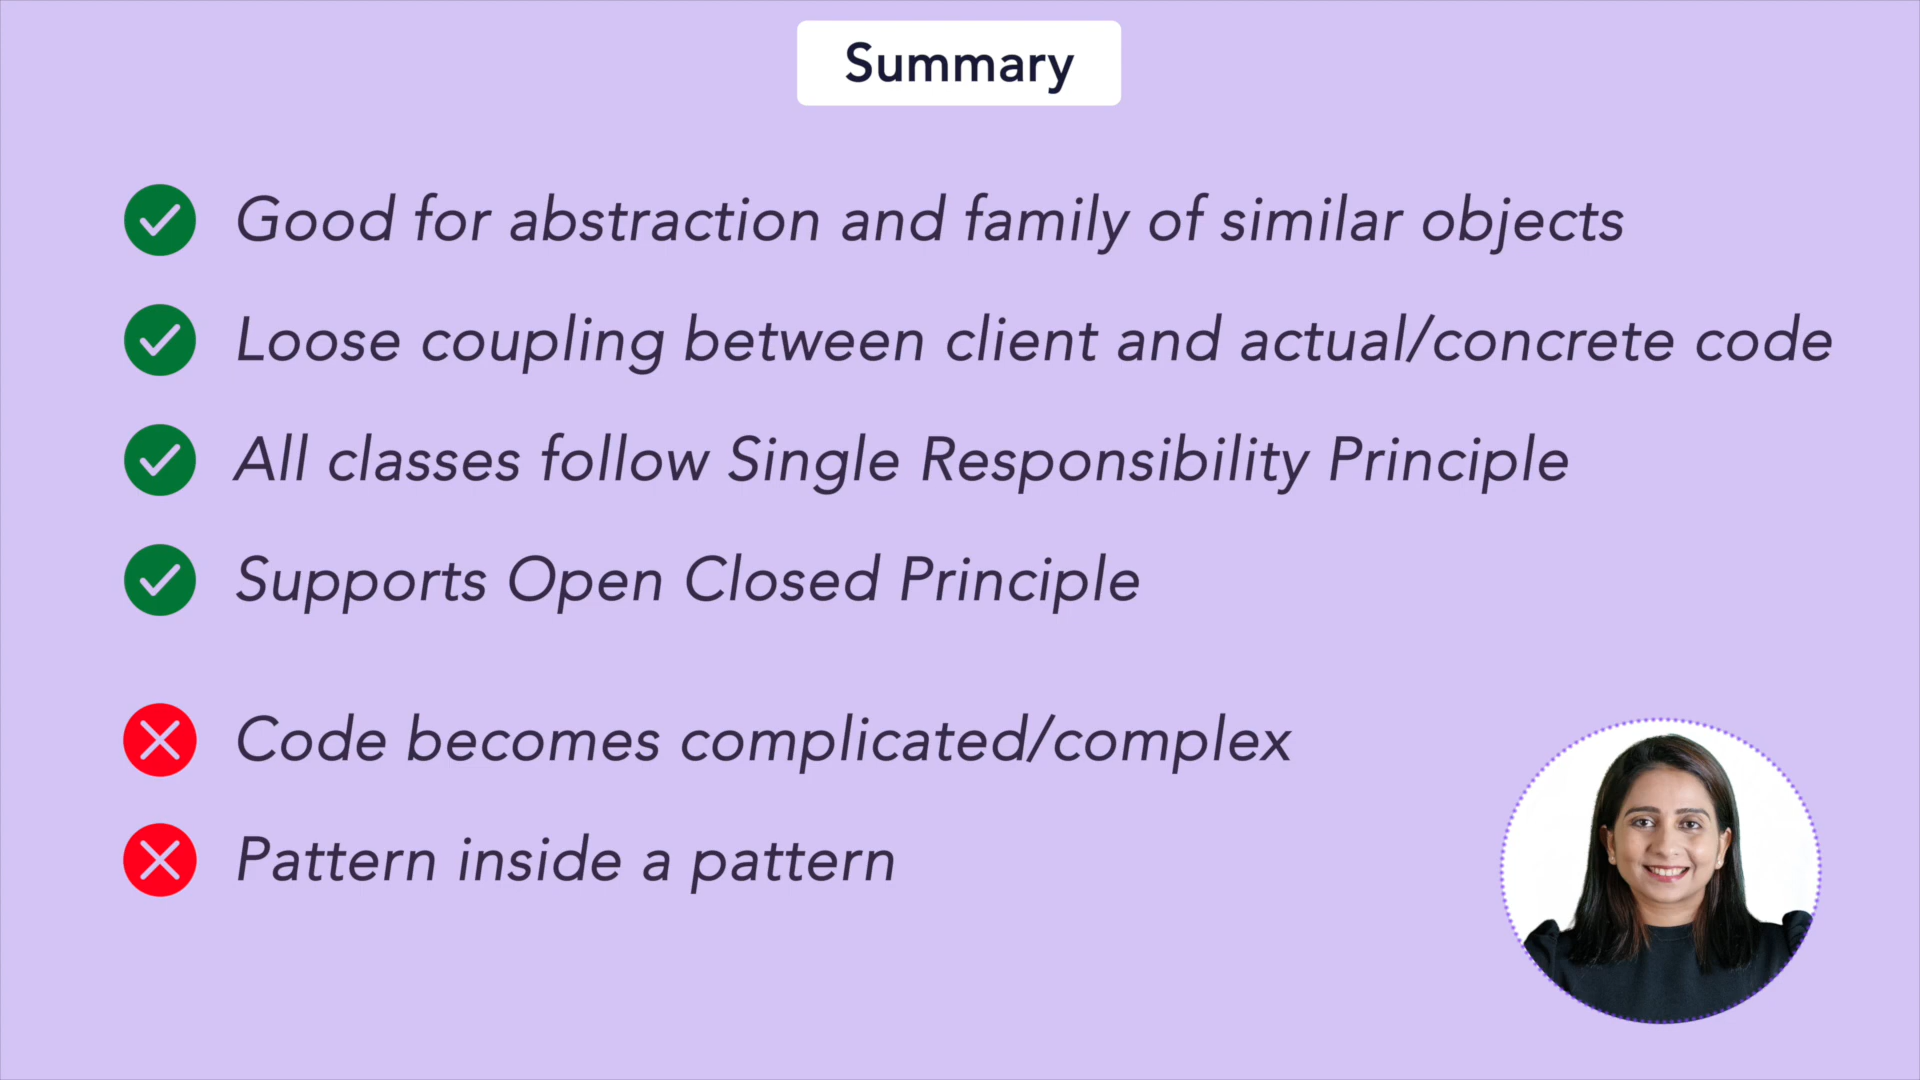 Summary
Good for abstraction and family of similar objects
Loose coupling between client and actual/concrete code
All classes follow Single Responsibility Principle
Supports Open Closed Principle
Code becomes complicated/complex
Pattern inside a pattern